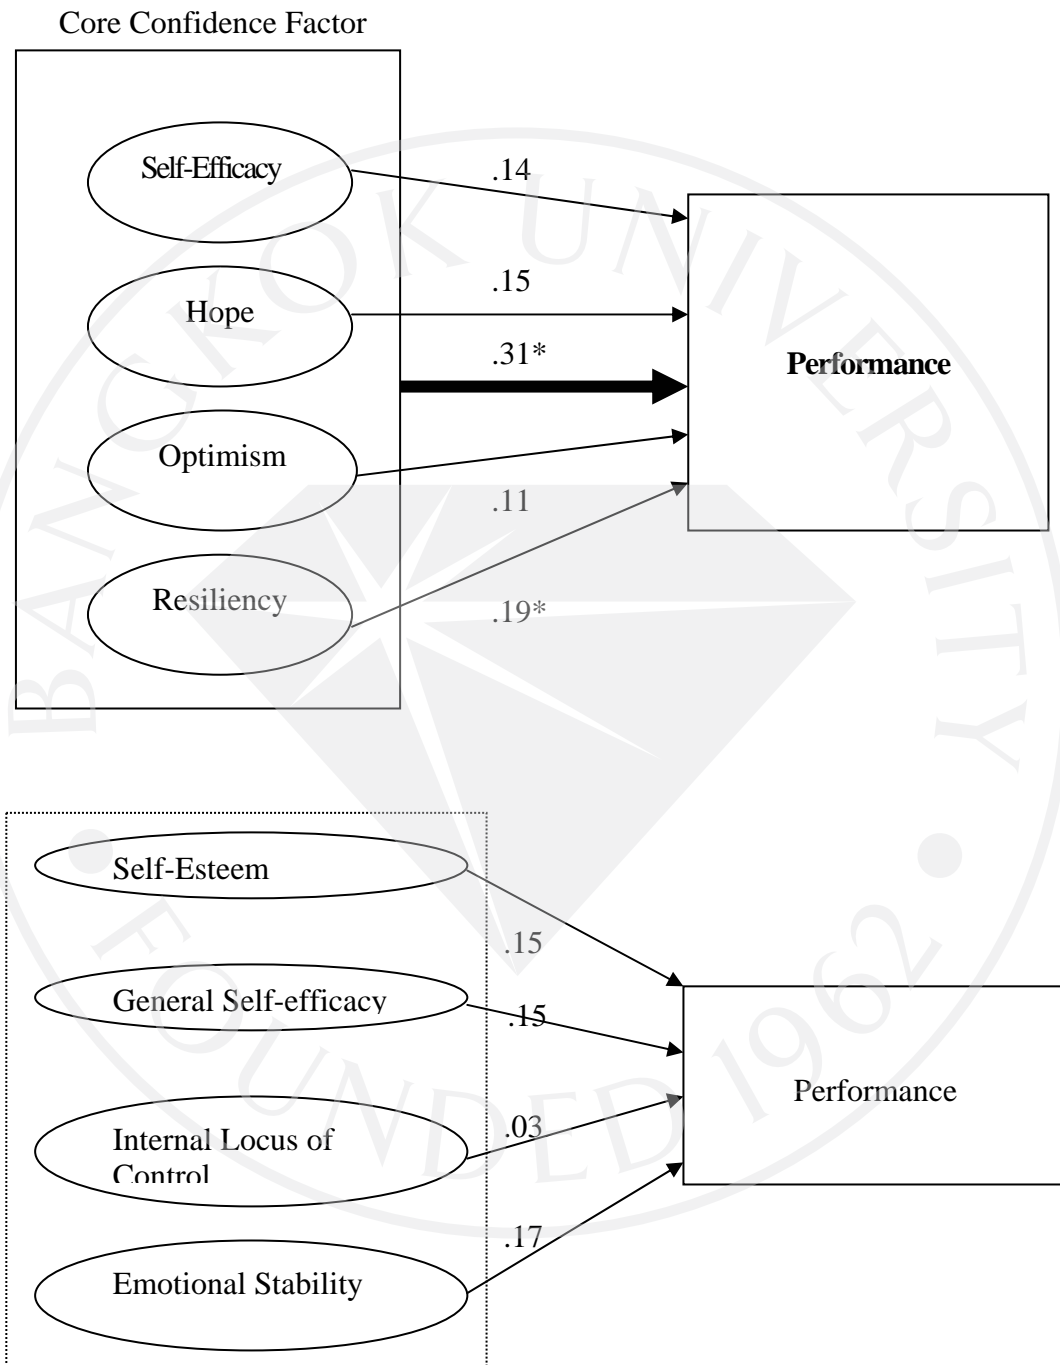 Core Confidence Factor
Self-Efficacy
.14
Hope
.15
.31*
Performance
Optimism
.11
Resiliency
.19*
Self-Esteem
.15
General Self-efficacy
.15
Internal Locus of
Control
.03
Performance
.17
Emotional Stability
BANGKOK UNIVERSITY
FOUNDED 1962